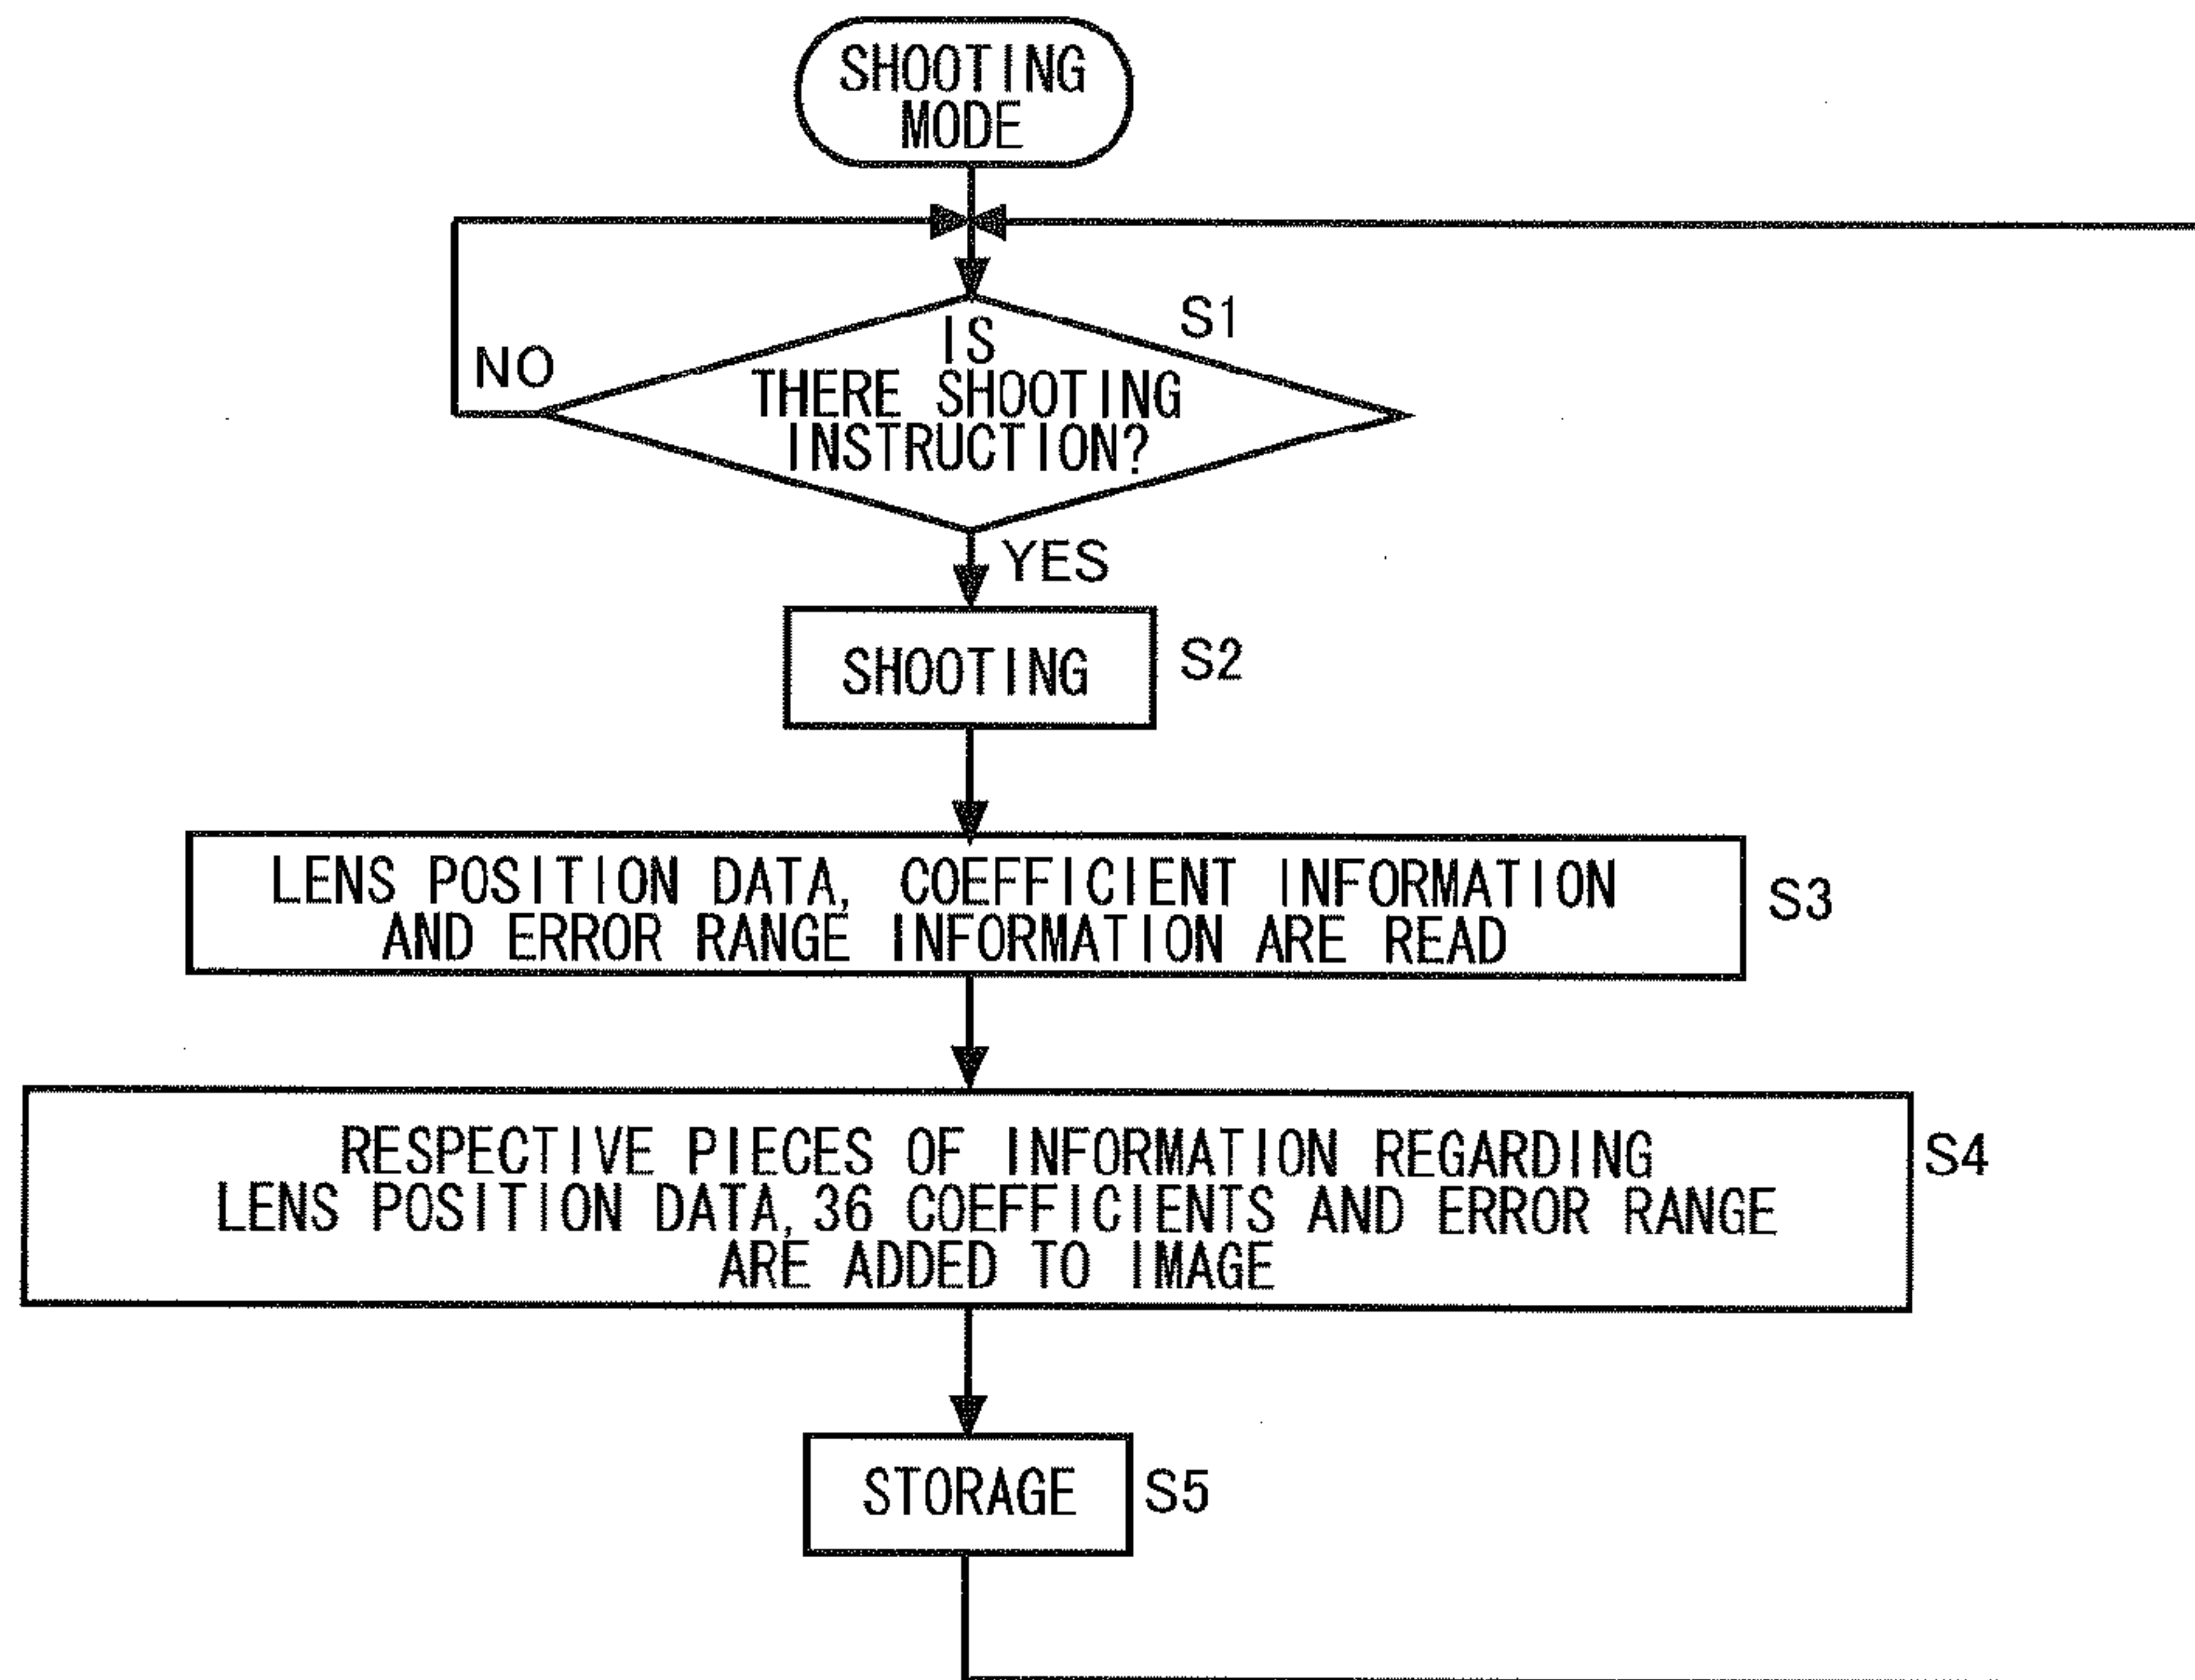 SHOOTING
MODE
S1
NO
IS
THERE SHOOTING
INSTRUCTION?
YES
SHOOTING
S2
LENS POSITION DATA, COEFFICIENT INFORMATION
AND ERROR RANGE INFORMATION ARE READ
S3
RESPECTIVE PIECES OF INFORMATION REGARDING
LENS POSITION DATA, 36 COEFFICIENTS AND ERROR RANGE
ARE ADDED TO IMAGE
S4
STORAGE
S5